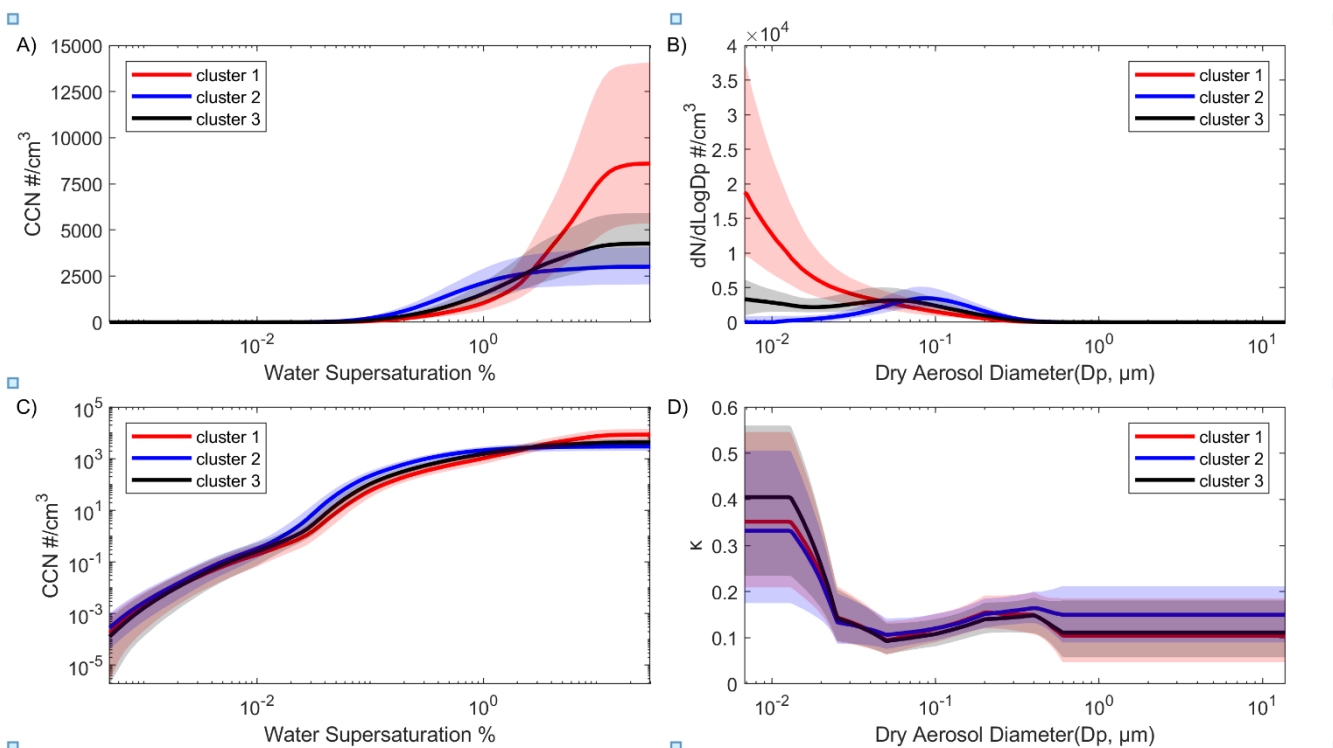 A)
CCN #/cm³
15000
12500
10000
7500
5000
2500
0
cluster 1
cluster 2
cluster 3
10⁻²
10⁰
Water Supersaturation %
B)
×10⁴
dN/dLogDp #/cm³
4
3.5
3
2.5
2
1.5
1
0.5
0
cluster 1
cluster 2
cluster 3
10⁻²
10⁻¹
10⁰
10¹
Dry Aerosol Diameter(Dp, μm)
C)
CCN #/cm³
10⁵
10³
10¹
10⁻¹
10⁻³
10⁻⁵
cluster 1
cluster 2
cluster 3
10⁻²
10⁰
Water Supersaturation %
D)
κ
0.6
0.5
0.4
0.3
0.2
0.1
0
cluster 1
cluster 2
cluster 3
10⁻²
10⁻¹
10⁰
10¹
Dry Aerosol Diameter(Dp, μm)